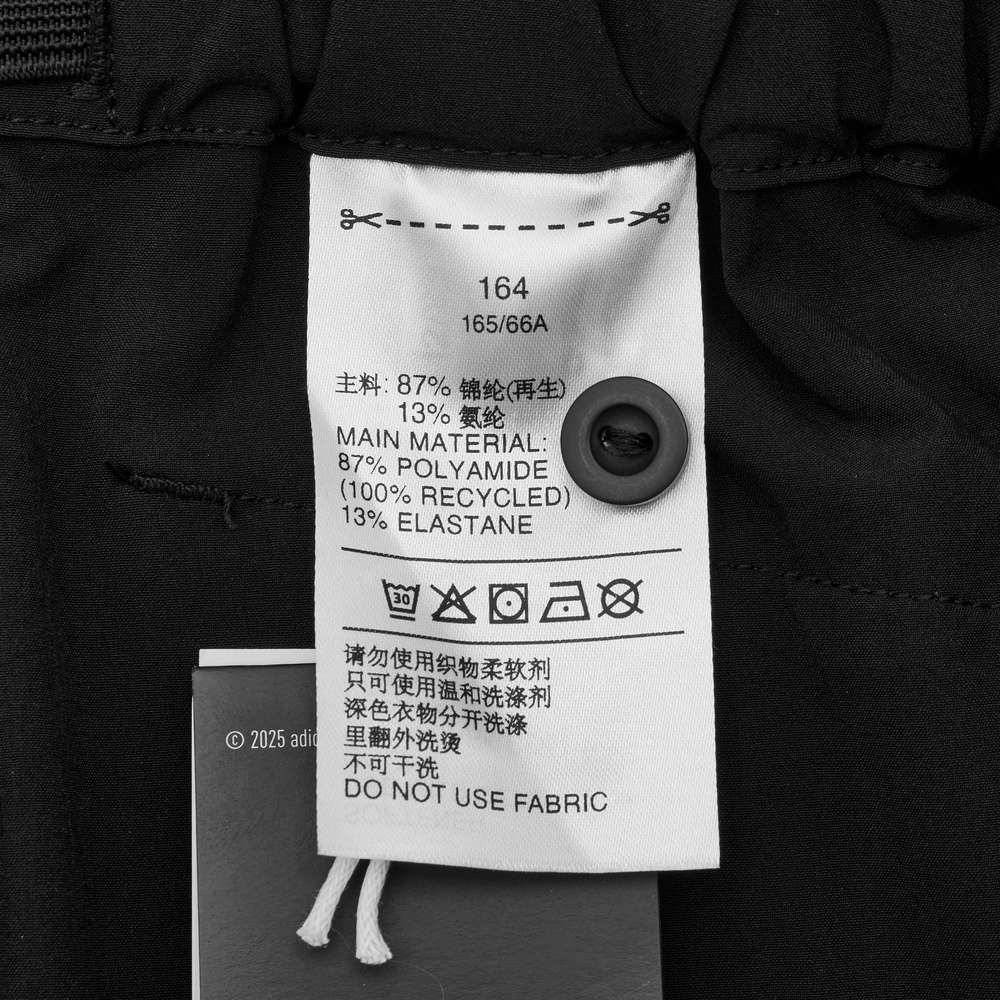 164
165/66A
主料: 87% 锦纶(再生)
13% 氨纶
MAIN MATERIAL:
87% POLYAMIDE
(100% RECYCLED)
13% ELASTANE
30
请勿使用织物柔软剂
只可使用温和洗涤剂
深色衣物分开洗涤
里翻外洗烫
不可干洗
DO NOT USE FABRIC
© 2025 adid